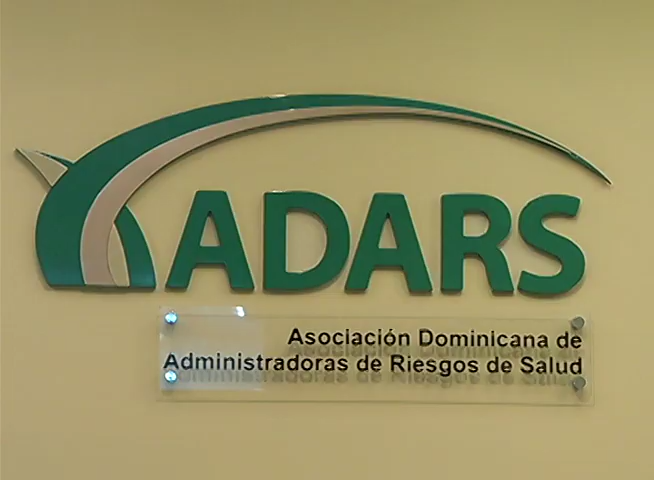 ADARS
Asociación Dominicana de
Administradoras de Riesgos de Salud